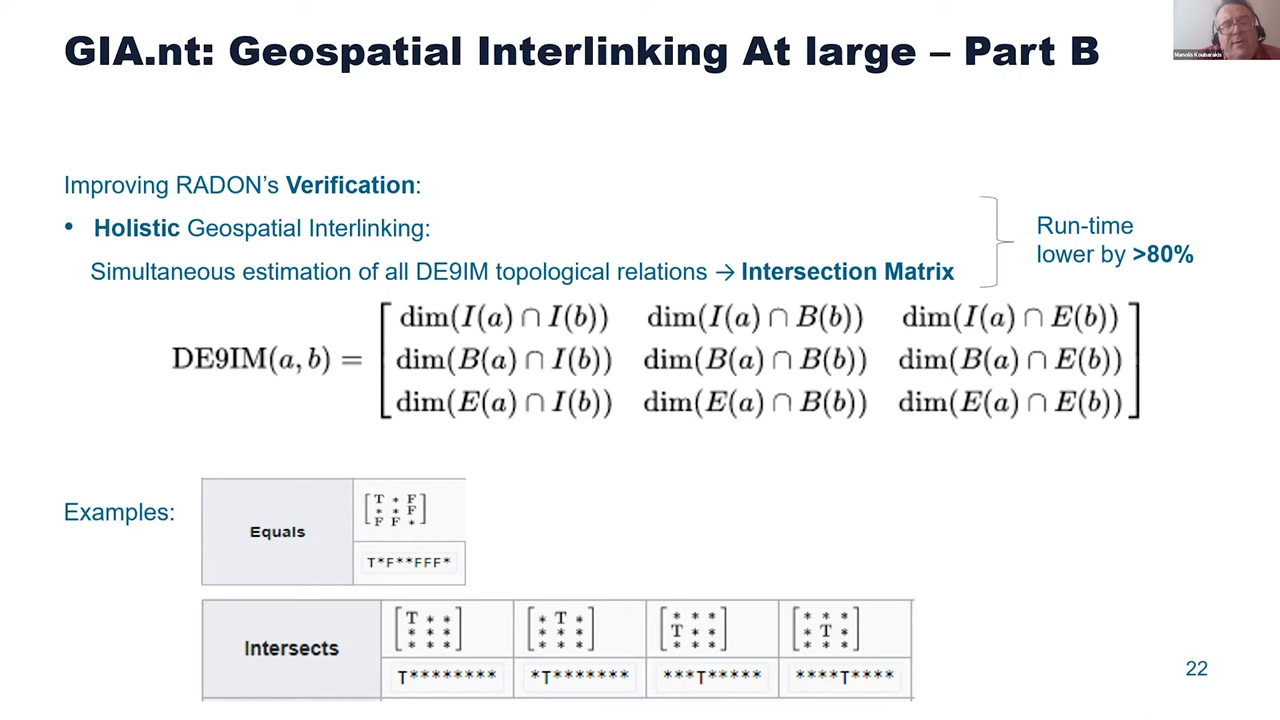 GIA.nt: Geospatial Interlinking At large – Part B
Manolis Koubarakis
Improving RADON’s Verification:
• Holistic Geospatial Interlinking:
Simultaneous estimation of all DE9IM topological relations → Intersection Matrix
Run-time
lower by >80%
DE9IM(a, b) =
dim(I(a) ∩ I(b)) dim(I(a) ∩ B(b)) dim(I(a) ∩ E(b))
dim(B(a) ∩ I(b)) dim(B(a) ∩ B(b)) dim(B(a) ∩ E(b))
dim(E(a) ∩ I(b)) dim(E(a) ∩ B(b)) dim(E(a) ∩ E(b))
Examples:
Equals
T * F
* * F
F F *
T*F**FFF*
Intersects
T * *
* * *
* * *
T********
* T *
* * *
* * *
*T*******
* * *
T * *
* * *
***T*****
* * *
* T *
* * *
****T****
22